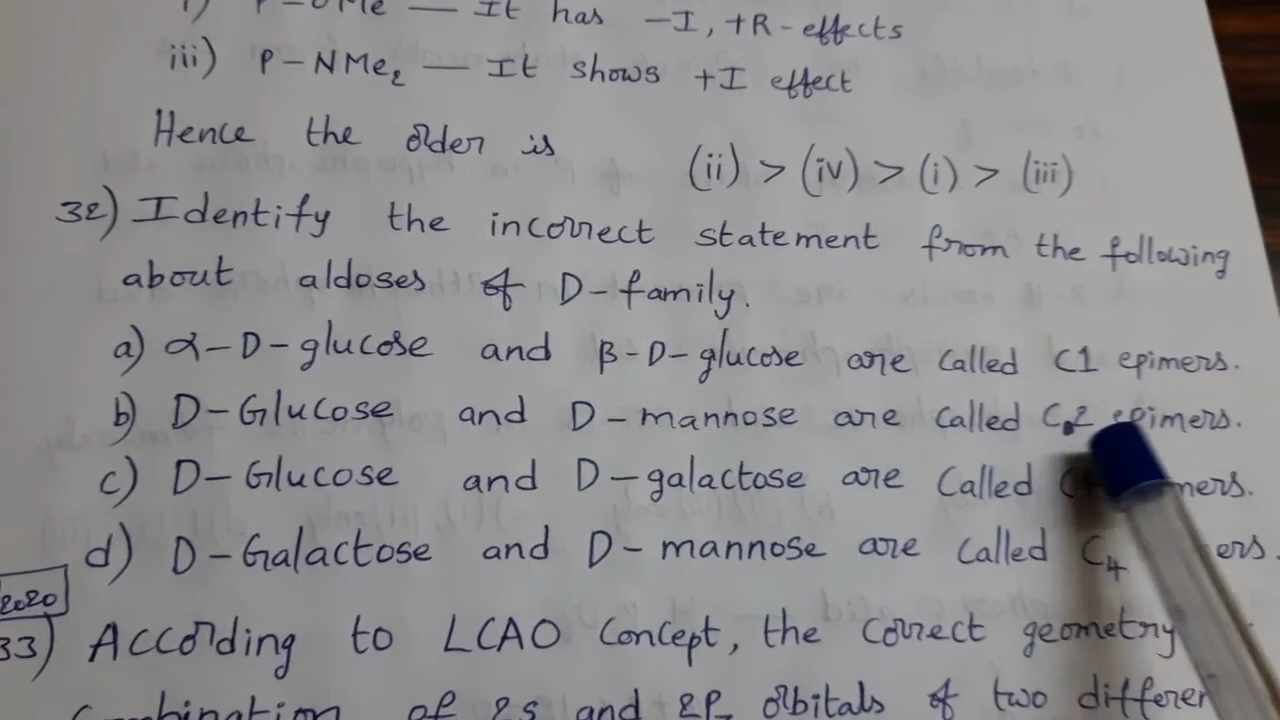 P-OMe — It has -I, +R-effects
iii) P-NMe₂ — It shows +I effect
Hence the order is (ii) > (iv) > (i) > (iii)
32) Identify the incorrect statement from the following
about aldoses of D-family.
a) α-D-glucose and β-D-glucose are called C1 epimers.
b) D-Glucose and D-mannose are called C2 epimers.
c) D-Glucose and D-galactose are called
d) D-Galactose and D-mannose are called C₄
2020
33) According to LCAO concept, the correct geometry
combination of 2s and 2P orbitals of two